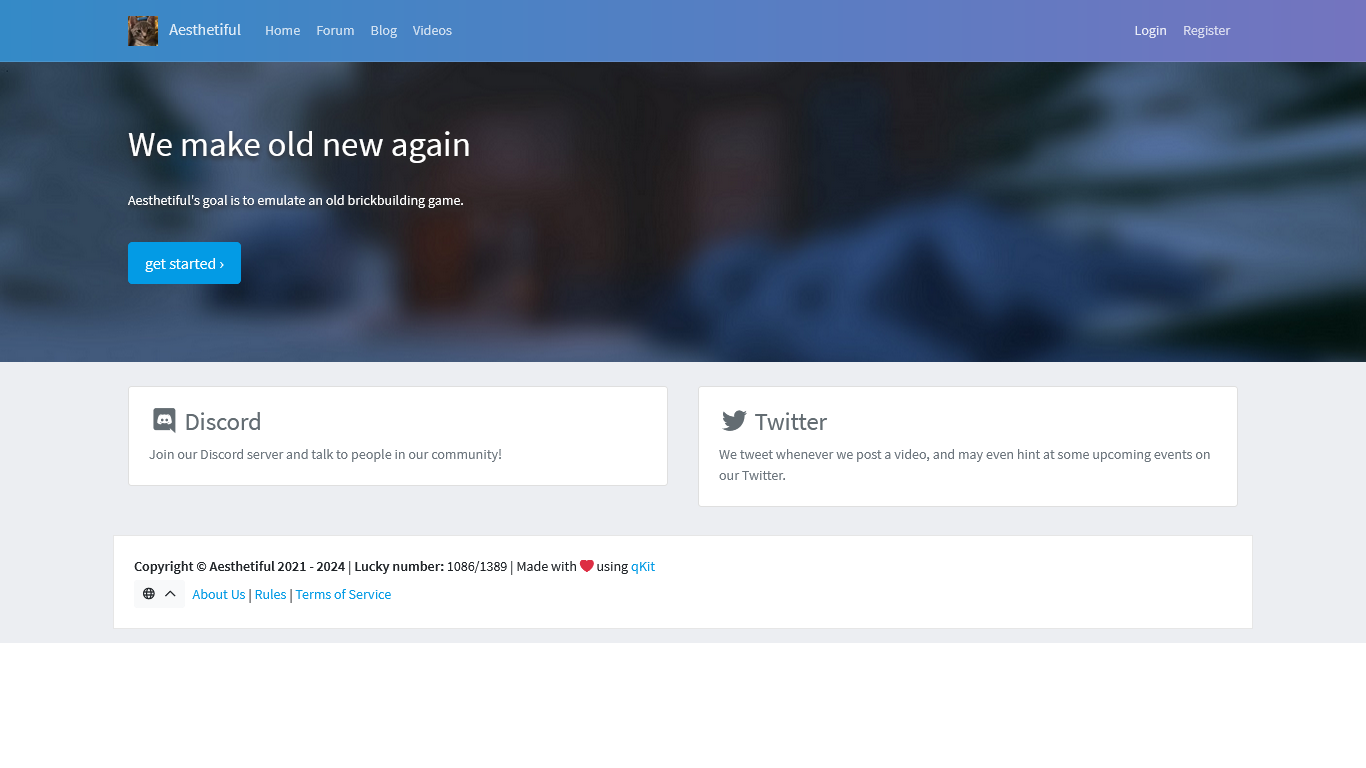 Aesthetiful Home Forum Blog Videos Login Register
We make old new again
Aesthetiful's goal is to emulate an old brickbuilding game.
get started ›
Discord
Join our Discord server and talk to people in our community!
Twitter
We tweet whenever we post a video, and may even hint at some upcoming events on
our Twitter.
Copyright © Aesthetiful 2021 - 2024 | Lucky number: 1086/1389 | Made with ❤ using qKit
About Us | Rules | Terms of Service